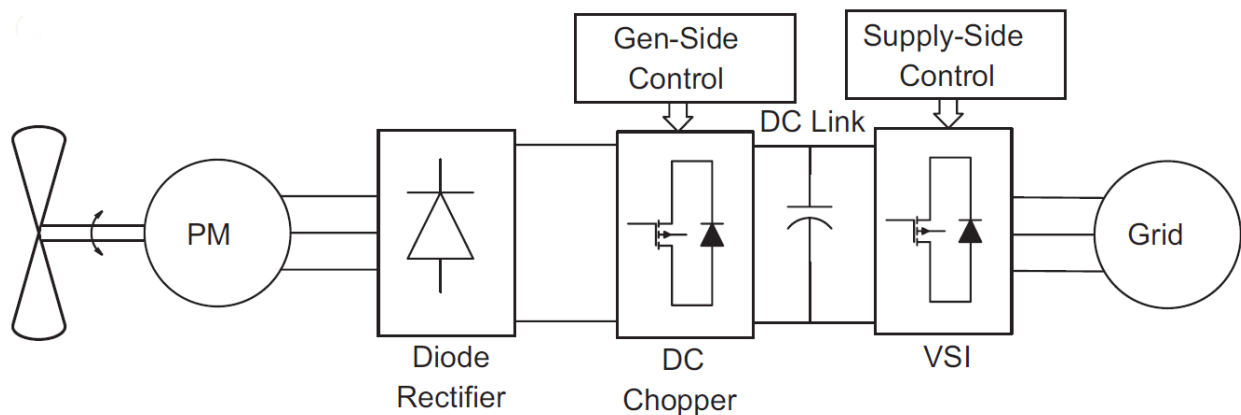 Gen-Side
Control
Supply-Side
Control
DC Link
PM
Grid
Diode
Rectifier
DC
Chopper
VSI